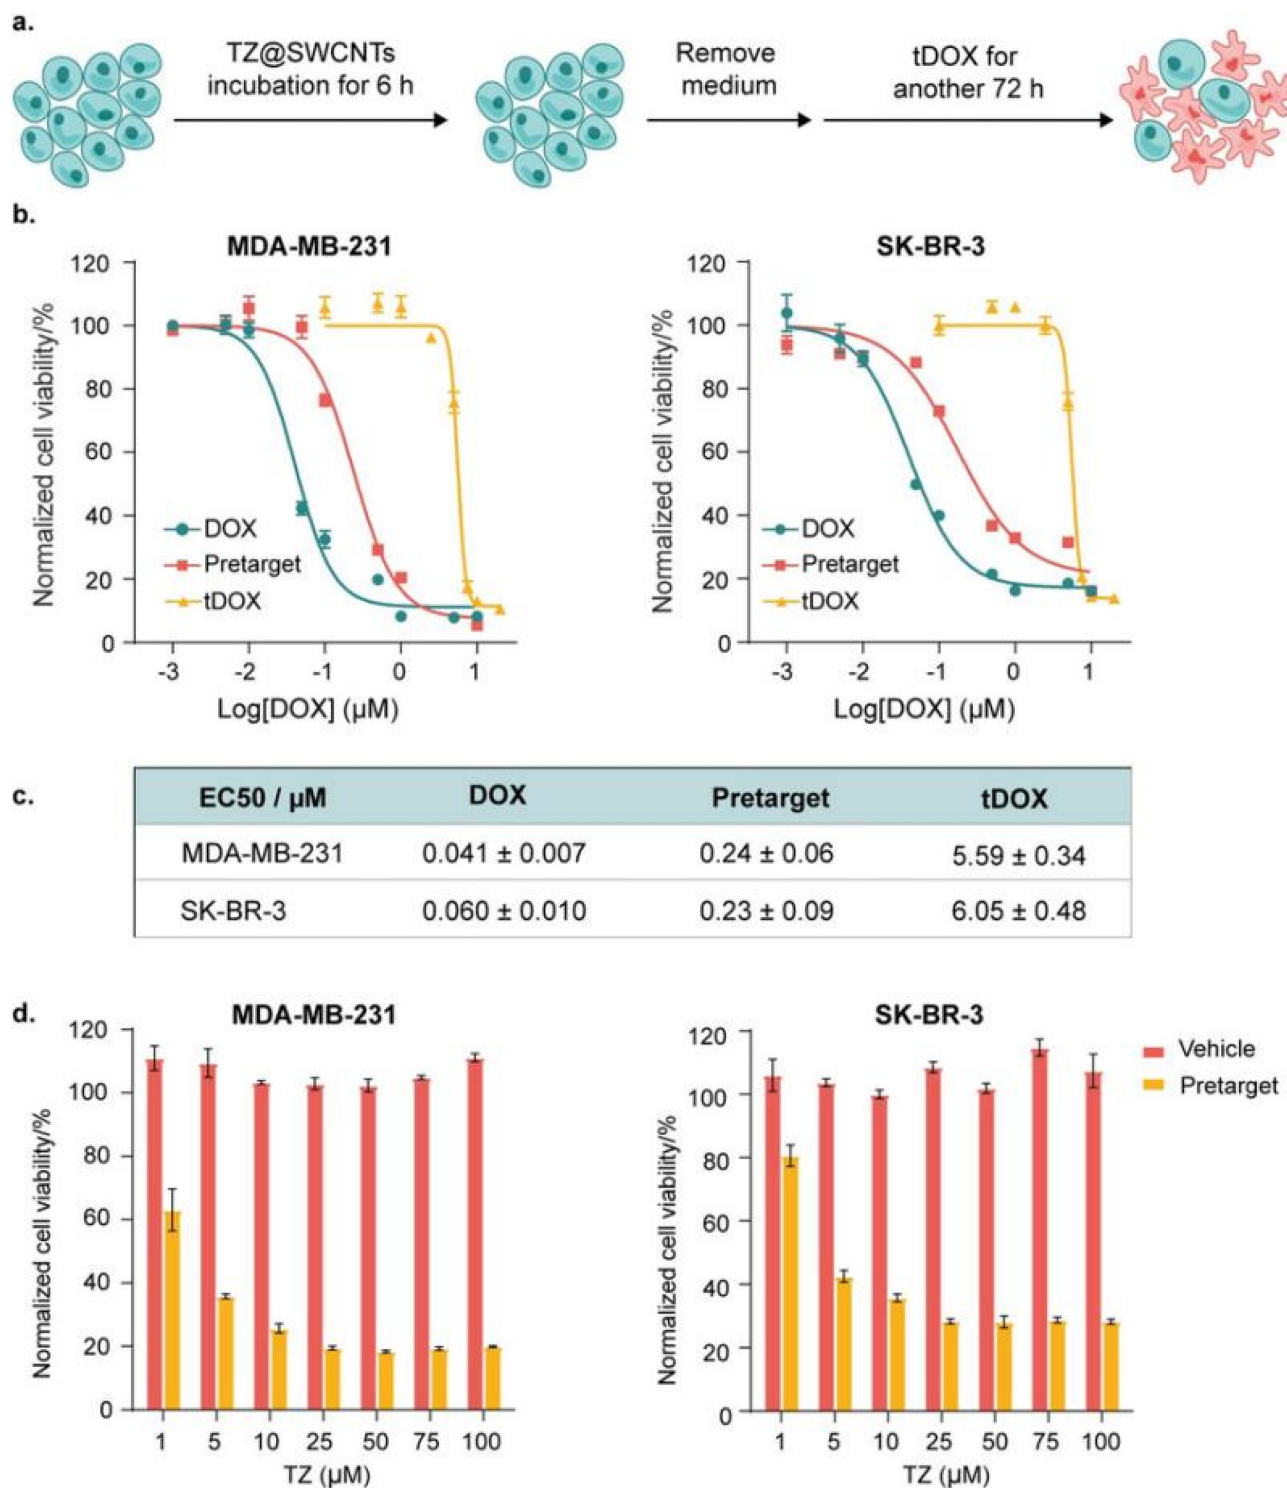 a.
TZ@SWCNTs
incubation for 6 h
Remove
medium
tDOX for
another 72 h
b.
MDA-MB-231
Normalized cell viability/%
120
100
80
60
40
20
0
DOX
Pretarget
tDOX
-3 -2 -1 0 1
Log[DOX] (µM)
SK-BR-3
Normalized cell viability/%
120
100
80
60
40
20
0
DOX
Pretarget
tDOX
-3 -2 -1 0 1
Log[DOX] (µM)
c.
EC50 / µM DOX Pretarget tDOX
MDA-MB-231 0.041 ± 0.007 0.24 ± 0.06 5.59 ± 0.34
SK-BR-3 0.060 ± 0.010 0.23 ± 0.09 6.05 ± 0.48
d.
MDA-MB-231
Normalized cell viability/%
120
100
80
60
40
20
0
1 5 10 25 50 75 100
TZ (µM)
SK-BR-3
Normalized cell viability/%
120
100
80
60
40
20
0
1 5 10 25 50 75 100
TZ (µM)
Vehicle
Pretarget